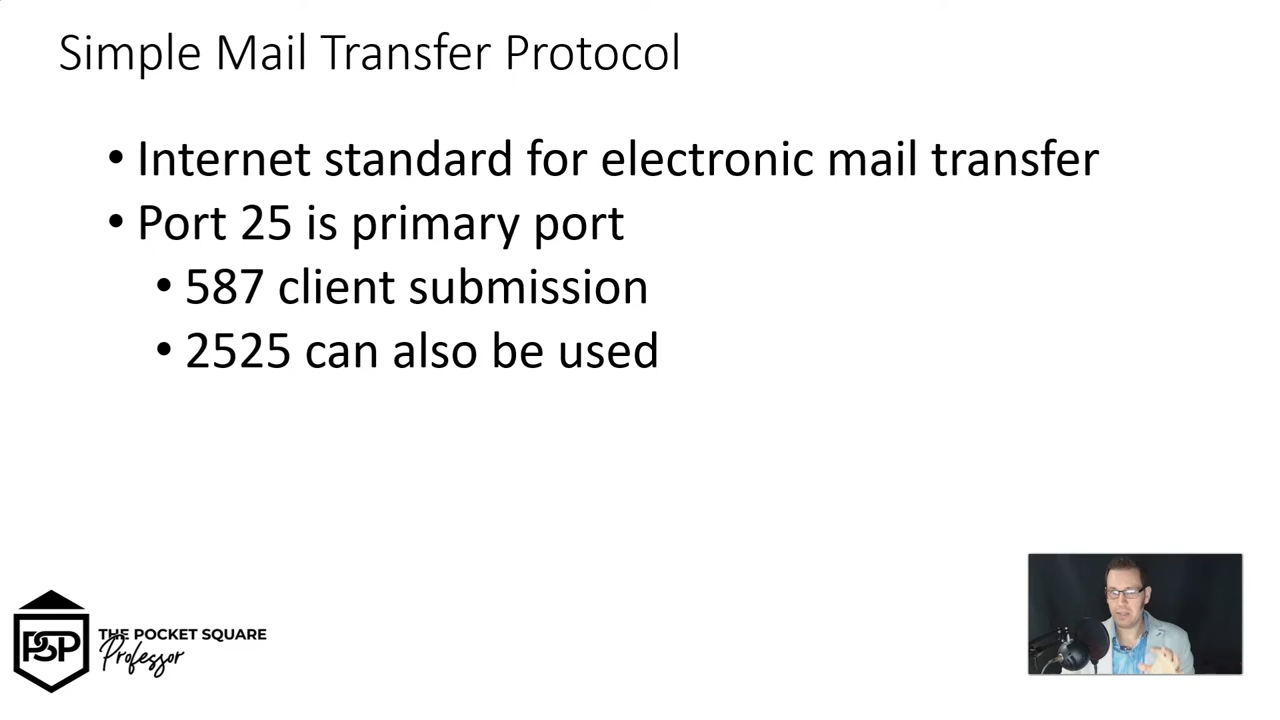 Simple Mail Transfer Protocol
• Internet standard for electronic mail transfer
• Port 25 is primary port
• 587 client submission
• 2525 can also be used
PSP
THE POCKET SQUARE
Professor